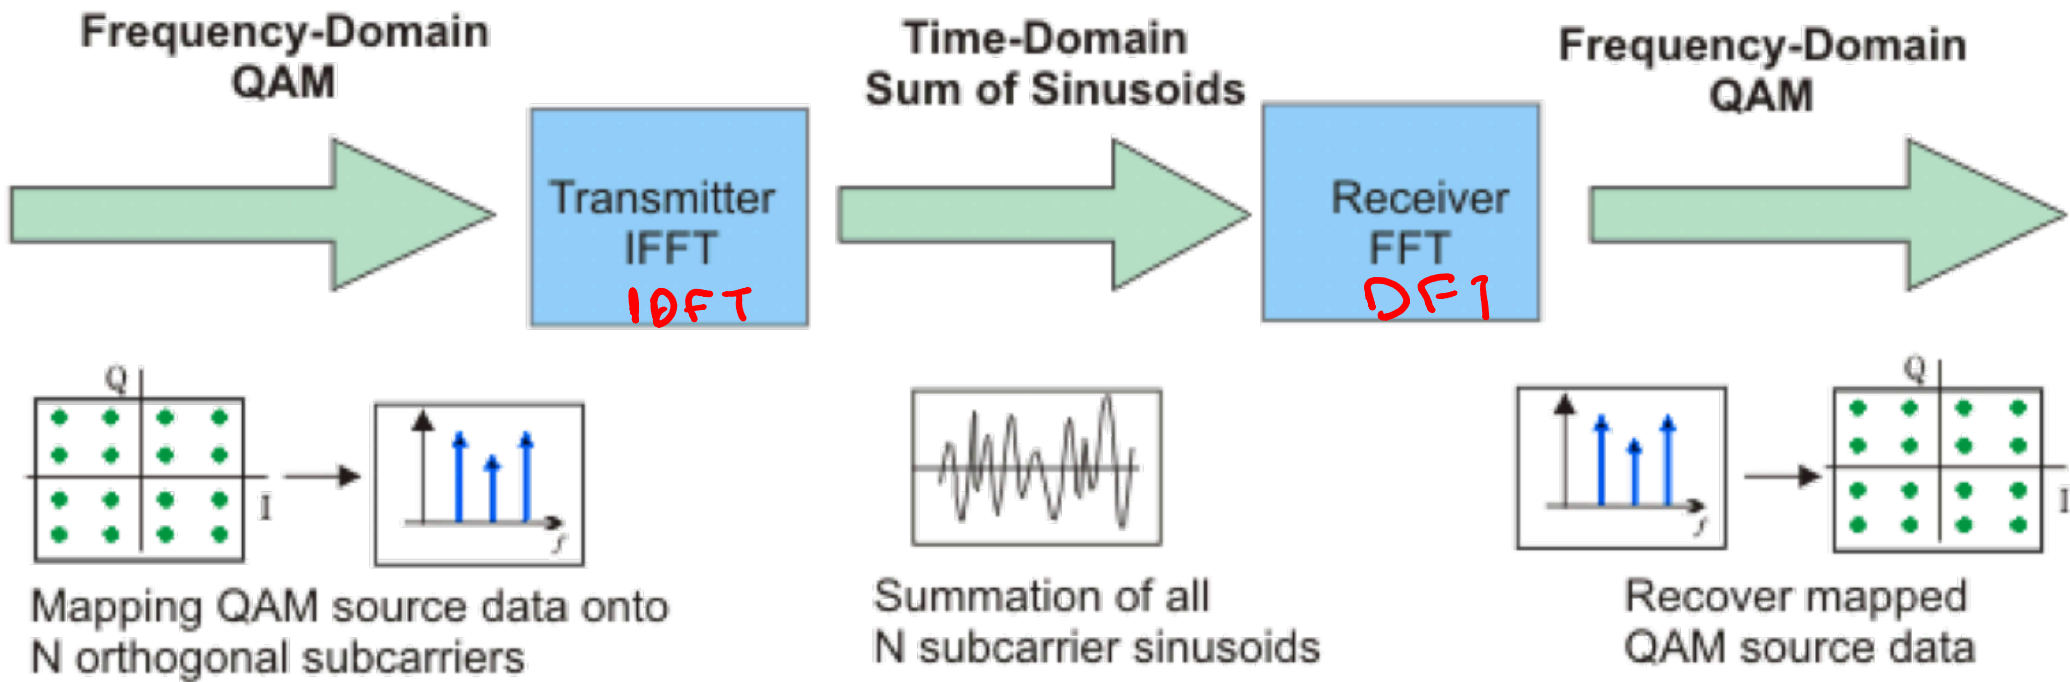 Frequency-Domain
QAM
Time-Domain
Sum of Sinusoids
Frequency-Domain
QAM
Transmitter
IFFT
IDFT
Receiver
FFT
DFT
Q
I
f
f
Q
I
Mapping QAM source data onto
N orthogonal subcarriers
Summation of all
N subcarrier sinusoids
Recover mapped
QAM source data